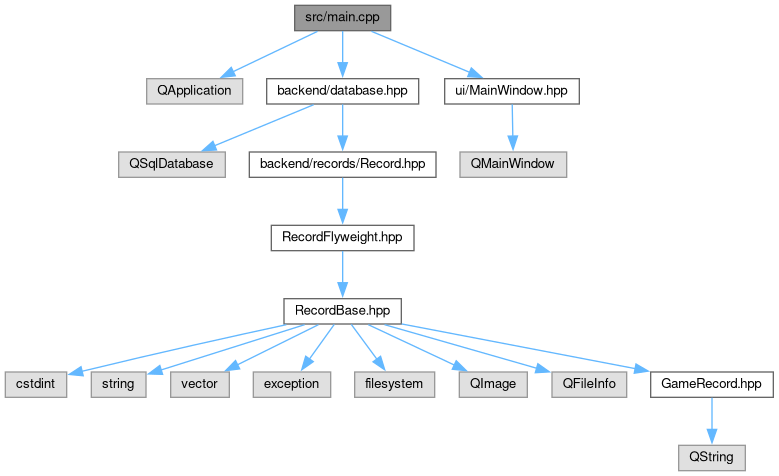 src/main.cpp
QApplication
backend/database.hpp
ui/MainWindow.hpp
QSqlDatabase
backend/records/Record.hpp
QMainWindow
RecordFlyweight.hpp
RecordBase.hpp
cstdint
string
vector
exception
filesystem
QImage
QFileInfo
GameRecord.hpp
QString